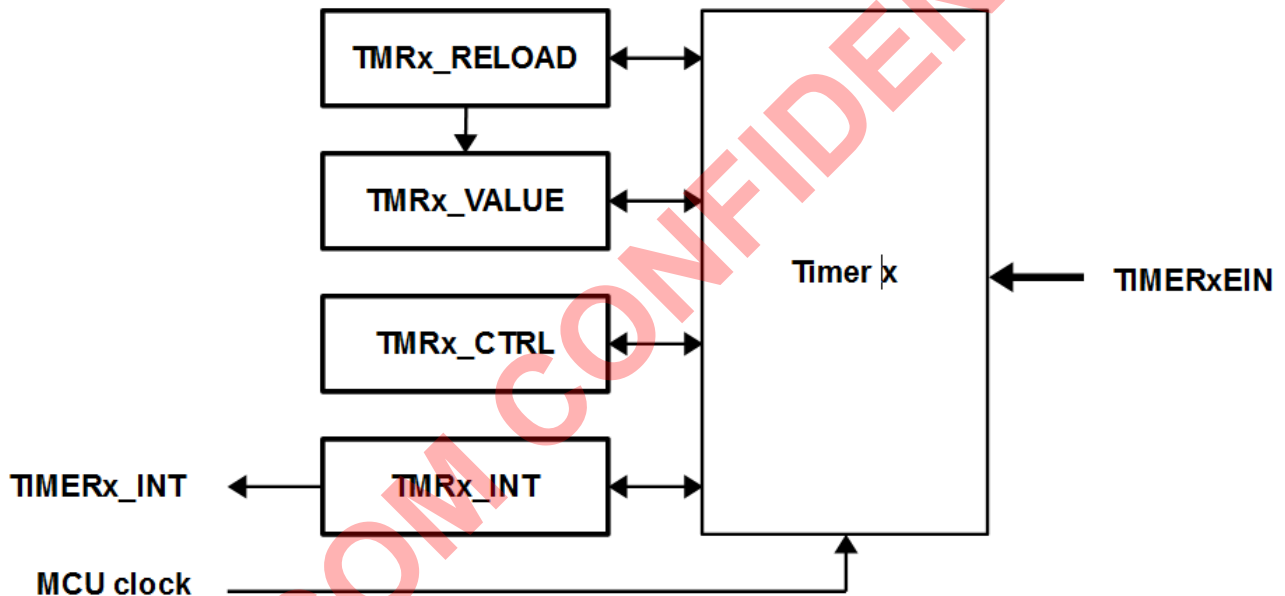 TMRx_RELOAD
TMRx_VALUE
Timer x
TIMERxEIN
TMRx_CTRL
TIMERx_INT
TMRx_INT
MCU clock
OM CONFIDEN